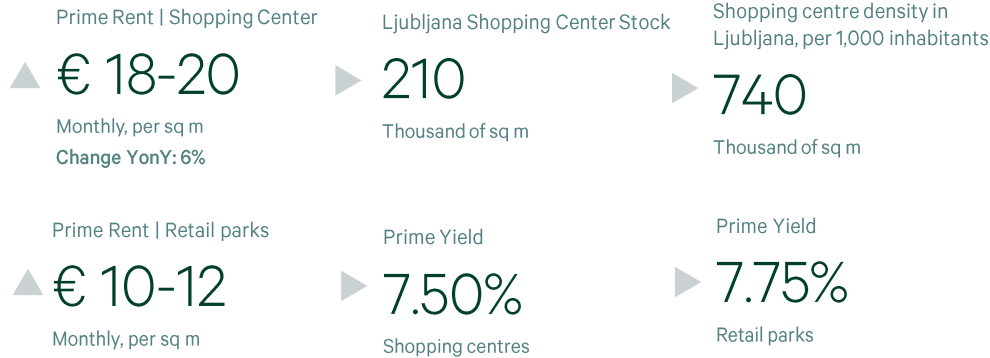 Prime Rent | Shopping Center
€ 18-20
Monthly, per sq m
Change YonY: 6%
Ljubljana Shopping Center Stock
210
Thousand of sq m
Shopping centre density in
Ljubljana, per 1,000 inhabitants
740
Thousand of sq m
Prime Rent | Retail parks
€ 10-12
Monthly, per sq m
Prime Yield
7.50%
Shopping centres
Prime Yield
7.75%
Retail parks